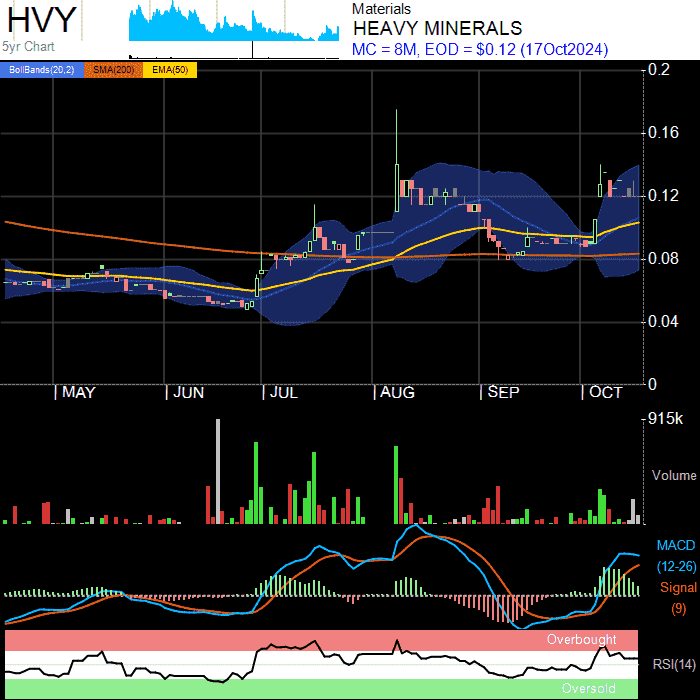 HVY
5yr Chart
Materials
HEAVY MINERALS
MC = 8M, EOD = $0.12 (17Oct2024)
BollBands(20,2) SMA(200) EMA(50)
0.2
0.16
0.12
0.08
0.04
0
MAY JUN JUL AUG SEP OCT
915k
Volume
MACD
(12-26)
Signal
(9)
Overbought
RSI(14)
Oversold